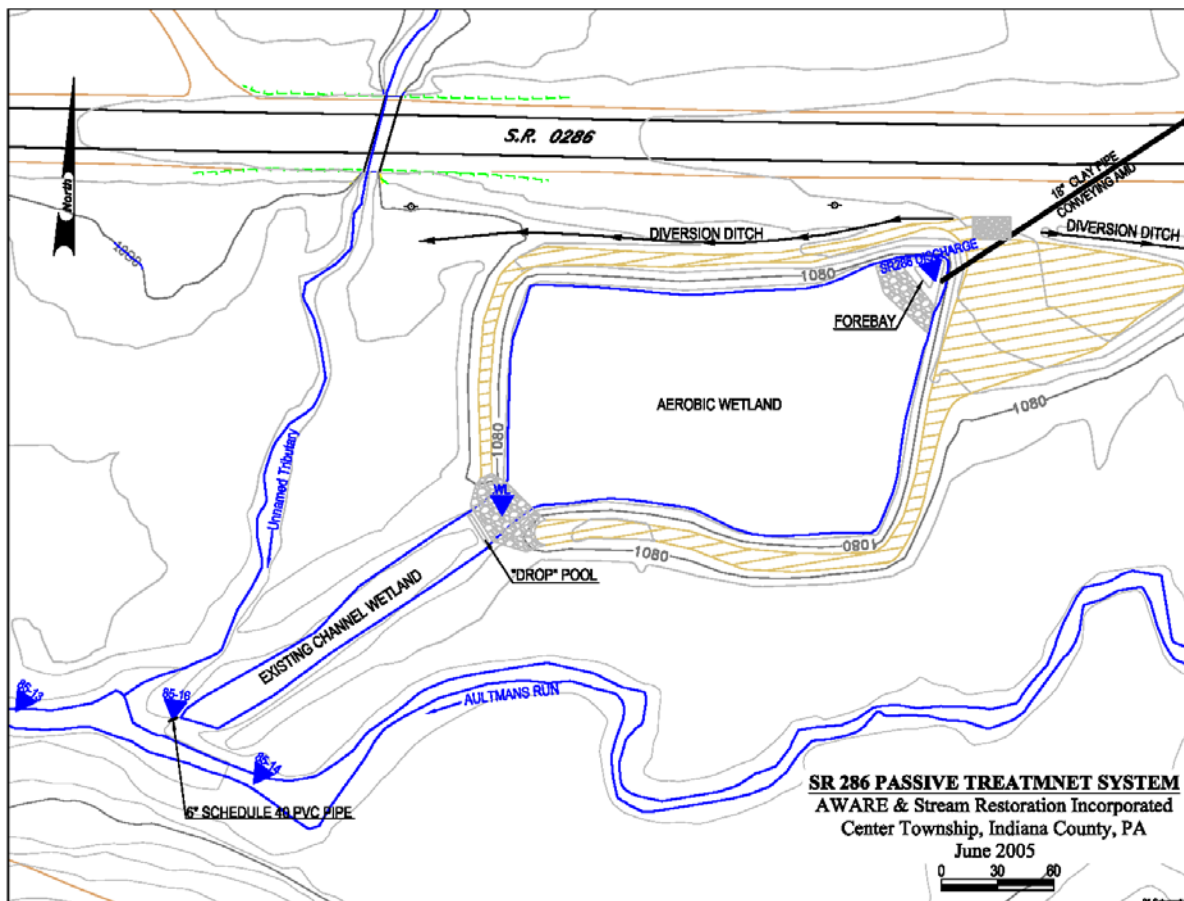 S.R. 0286
North
18" CLAY PIPE
CONVEYING AMD
DIVERSION DITCH
DIVERSION DITCH
1080
SR286 DISCHARGE
1080
FOREBAY
AEROBIC WETLAND
1080
1080
Unnamed Tributary
WL
1080
1080
"DROP" POOL
EXISTING CHANNEL WETLAND
85-13
85-16
AULTMANS RUN
85-14
6" SCHEDULE 40 PVC PIPE
SR 286 PASSIVE TREATMNET SYSTEM
AWARE & Stream Restoration Incorporated
Center Township, Indiana County, PA
June 2005
0 30 60